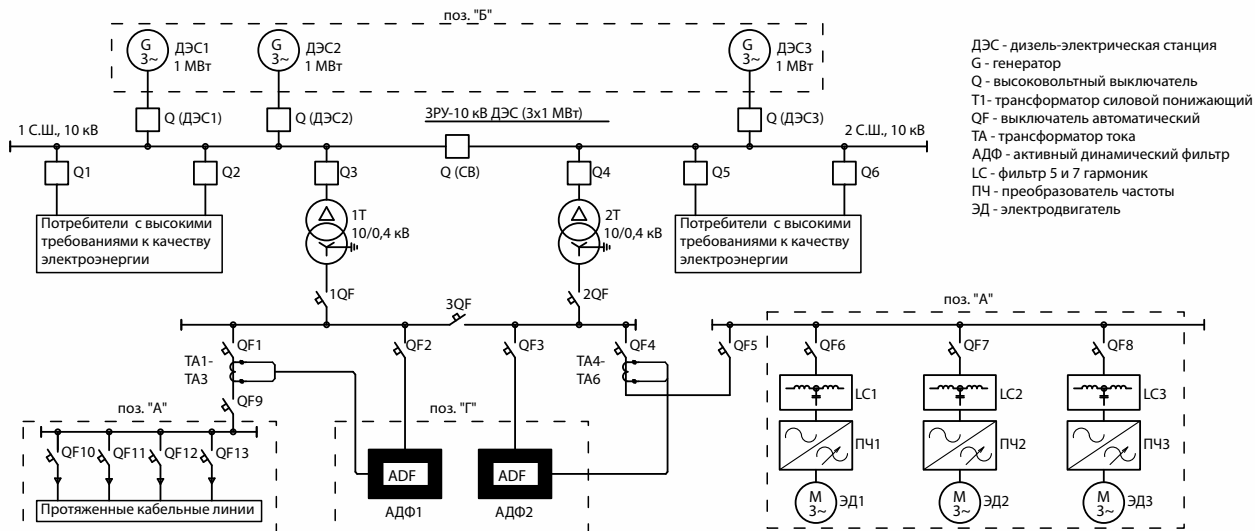 поз. "Б"
G
3~
ДЭС1
1 МВт
G
3~
ДЭС2
1 МВт
G
3~
ДЭС3
1 МВт
ДЭС - дизель-электрическая станция
G - генератор
Q - высоковольтный выключатель
Т1- трансформатор силовой понижающий
QF - выключатель автоматический
ТА - трансформатор тока
АДФ – активный динамический фильтр
LC - фильтр 5 и 7 гармоник
ПЧ - преобразователь частоты
ЭД - электродвигатель
Q (ДЭС1)
Q (ДЭС2)
ЗРУ-10 кВ ДЭС (3х1 МВт)
Q (ДЭС3)
1 С.Ш., 10 кВ
2 С.Ш., 10 кВ
Q1
Q2
Q3
Q (СВ)
Q4
Q5
Q6
Потребители с высокими
требованиями к качеству
электроэнергии
1Т
10/0,4 кВ
2Т
10/0,4 кВ
Потребители с высокими
требованиями к качеству
электроэнергии
1QF
3QF
2QF
поз. "А"
QF1
QF2
QF3
QF4
QF5
QF6
QF7
QF8
ТА1-
ТА3
ТА4-
ТА6
QF9
LC1
LC2
LC3
поз. "А"
поз. "Г"
QF10
QF11
QF12
QF13
ADF
ADF
ПЧ1
ПЧ2
ПЧ3
Протяженные кабельные линии
АДФ1
АДФ2
М
3~
ЭД1
М
3~
ЭД2
М
3~
ЭД3